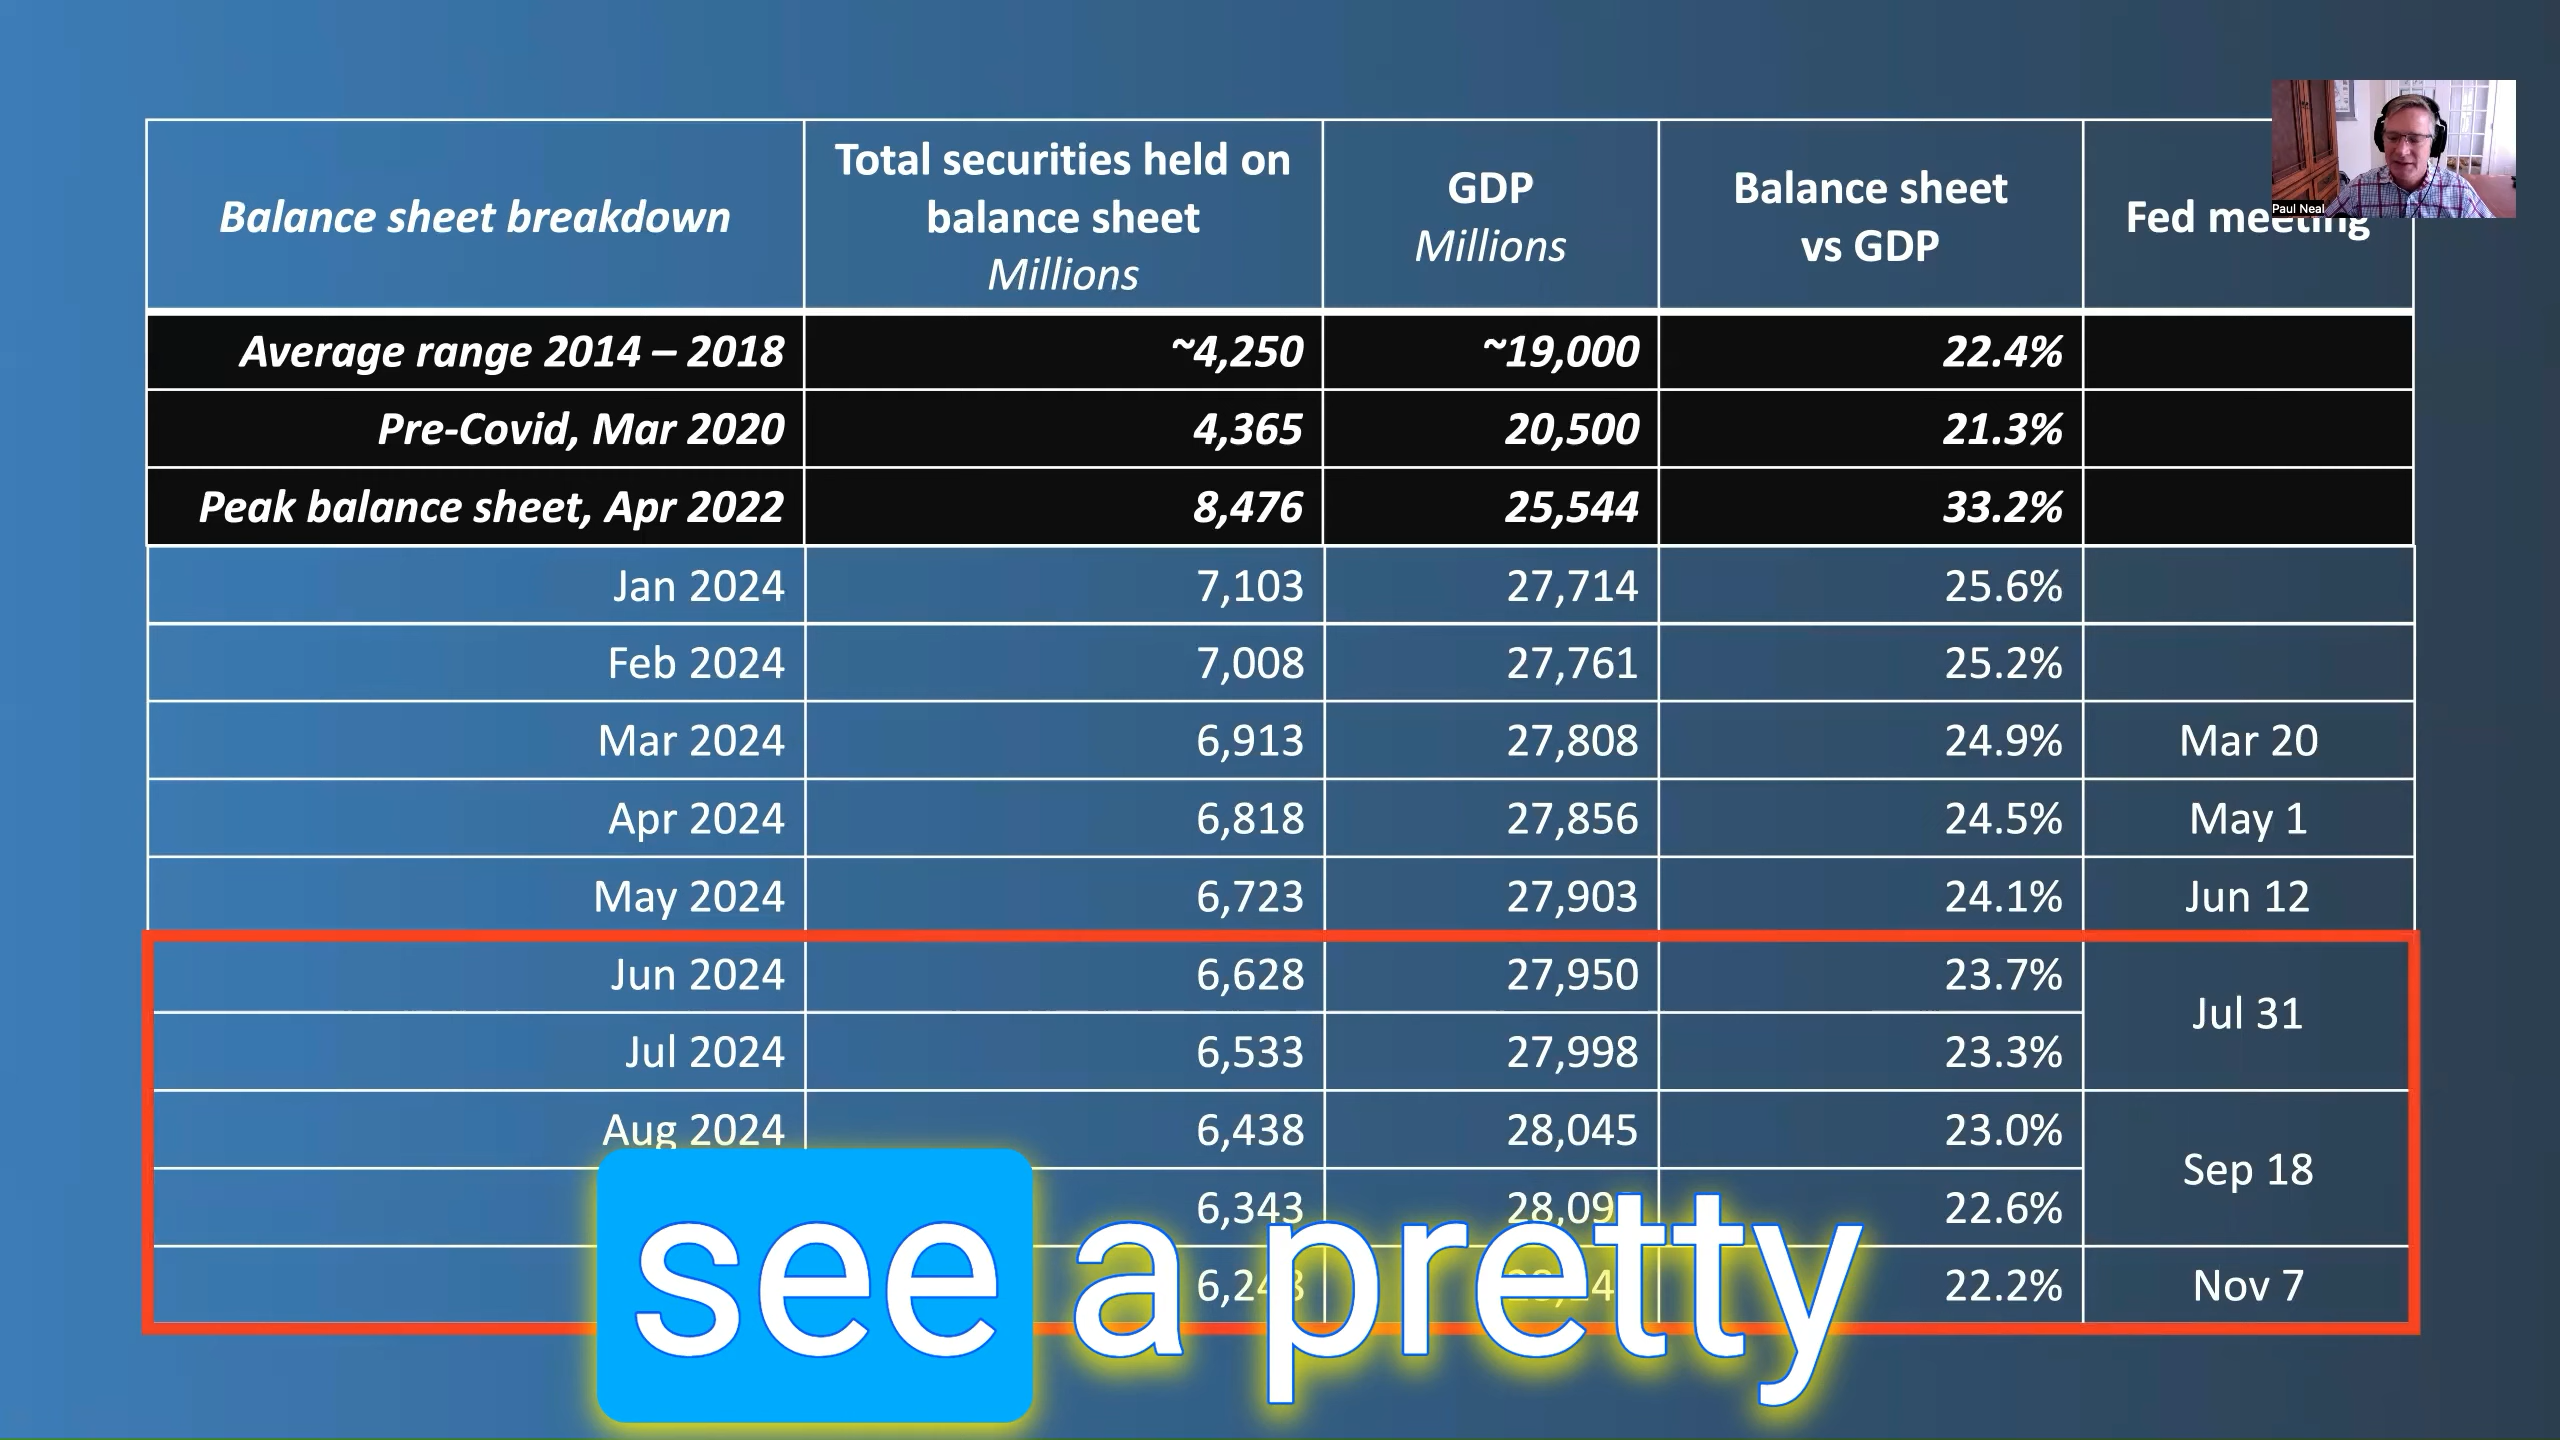 Balance sheet breakdown
Total securities held on
balance sheet
Millions
GDP
Millions
Balance sheet
vs GDP
Fed meeting
Paul Neal
Average range 2014 – 2018 ~4,250 ~19,000 22.4%
Pre-Covid, Mar 2020 4,365 20,500 21.3%
Peak balance sheet, Apr 2022 8,476 25,544 33.2%
Jan 2024 7,103 27,714 25.6%
Feb 2024 7,008 27,761 25.2%
Mar 2024 6,913 27,808 24.9% Mar 20
Apr 2024 6,818 27,856 24.5% May 1
May 2024 6,723 27,903 24.1% Jun 12
Jun 2024 6,628 27,950 23.7%
Jul 31
Jul 2024 6,533 27,998 23.3%
Aug 2024 6,438 28,045 23.0%
Sep 18
6,343 22.6%
6,248 22.2% Nov 7
see a pretty